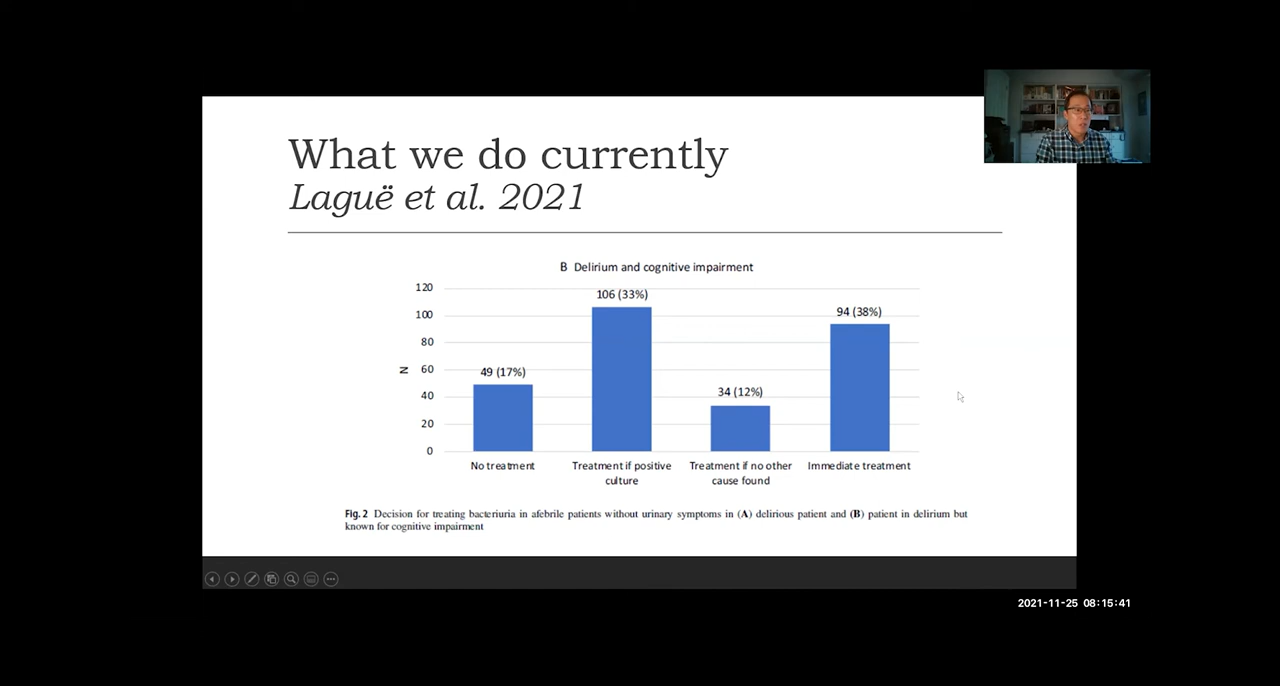 What we do currently
Laguë et al. 2021
B Delirium and cognitive impairment
120
100
80
60
40
20
0
N
49 (17%)
106 (33%)
34 (12%)
94 (38%)
No treatment
Treatment if positive
culture
Treatment if no other
cause found
Immediate treatment
Fig. 2 Decision for treating bacteriuria in afebrile patients without urinary symptoms in (A) delirious patient and (B) patient in delirium but
known for cognitive impairment
2021-11-25 08:15:41